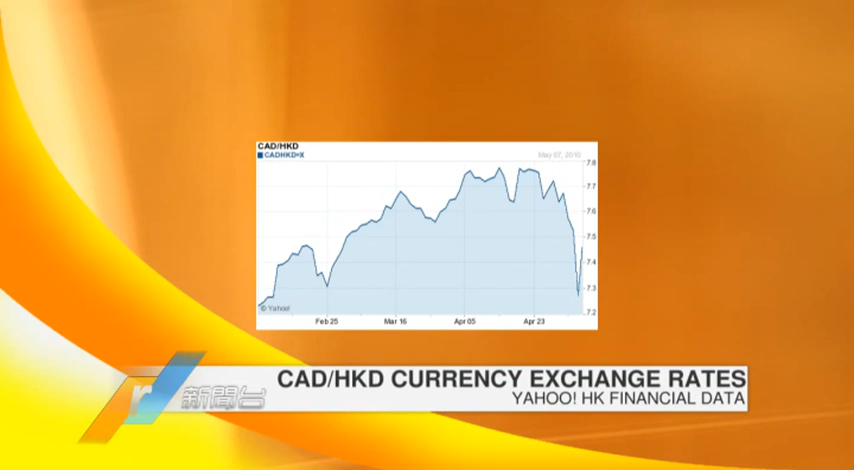 CAD/HKD
CADHKD=X
May 07, 2010
7.8
7.7
7.6
7.5
7.4
7.3
7.2
© Yahoo!
Feb 25
Mar 16
Apr 05
Apr 23
r 新聞台
CAD/HKD CURRENCY EXCHANGE RATES
YAHOO! HK FINANCIAL DATA